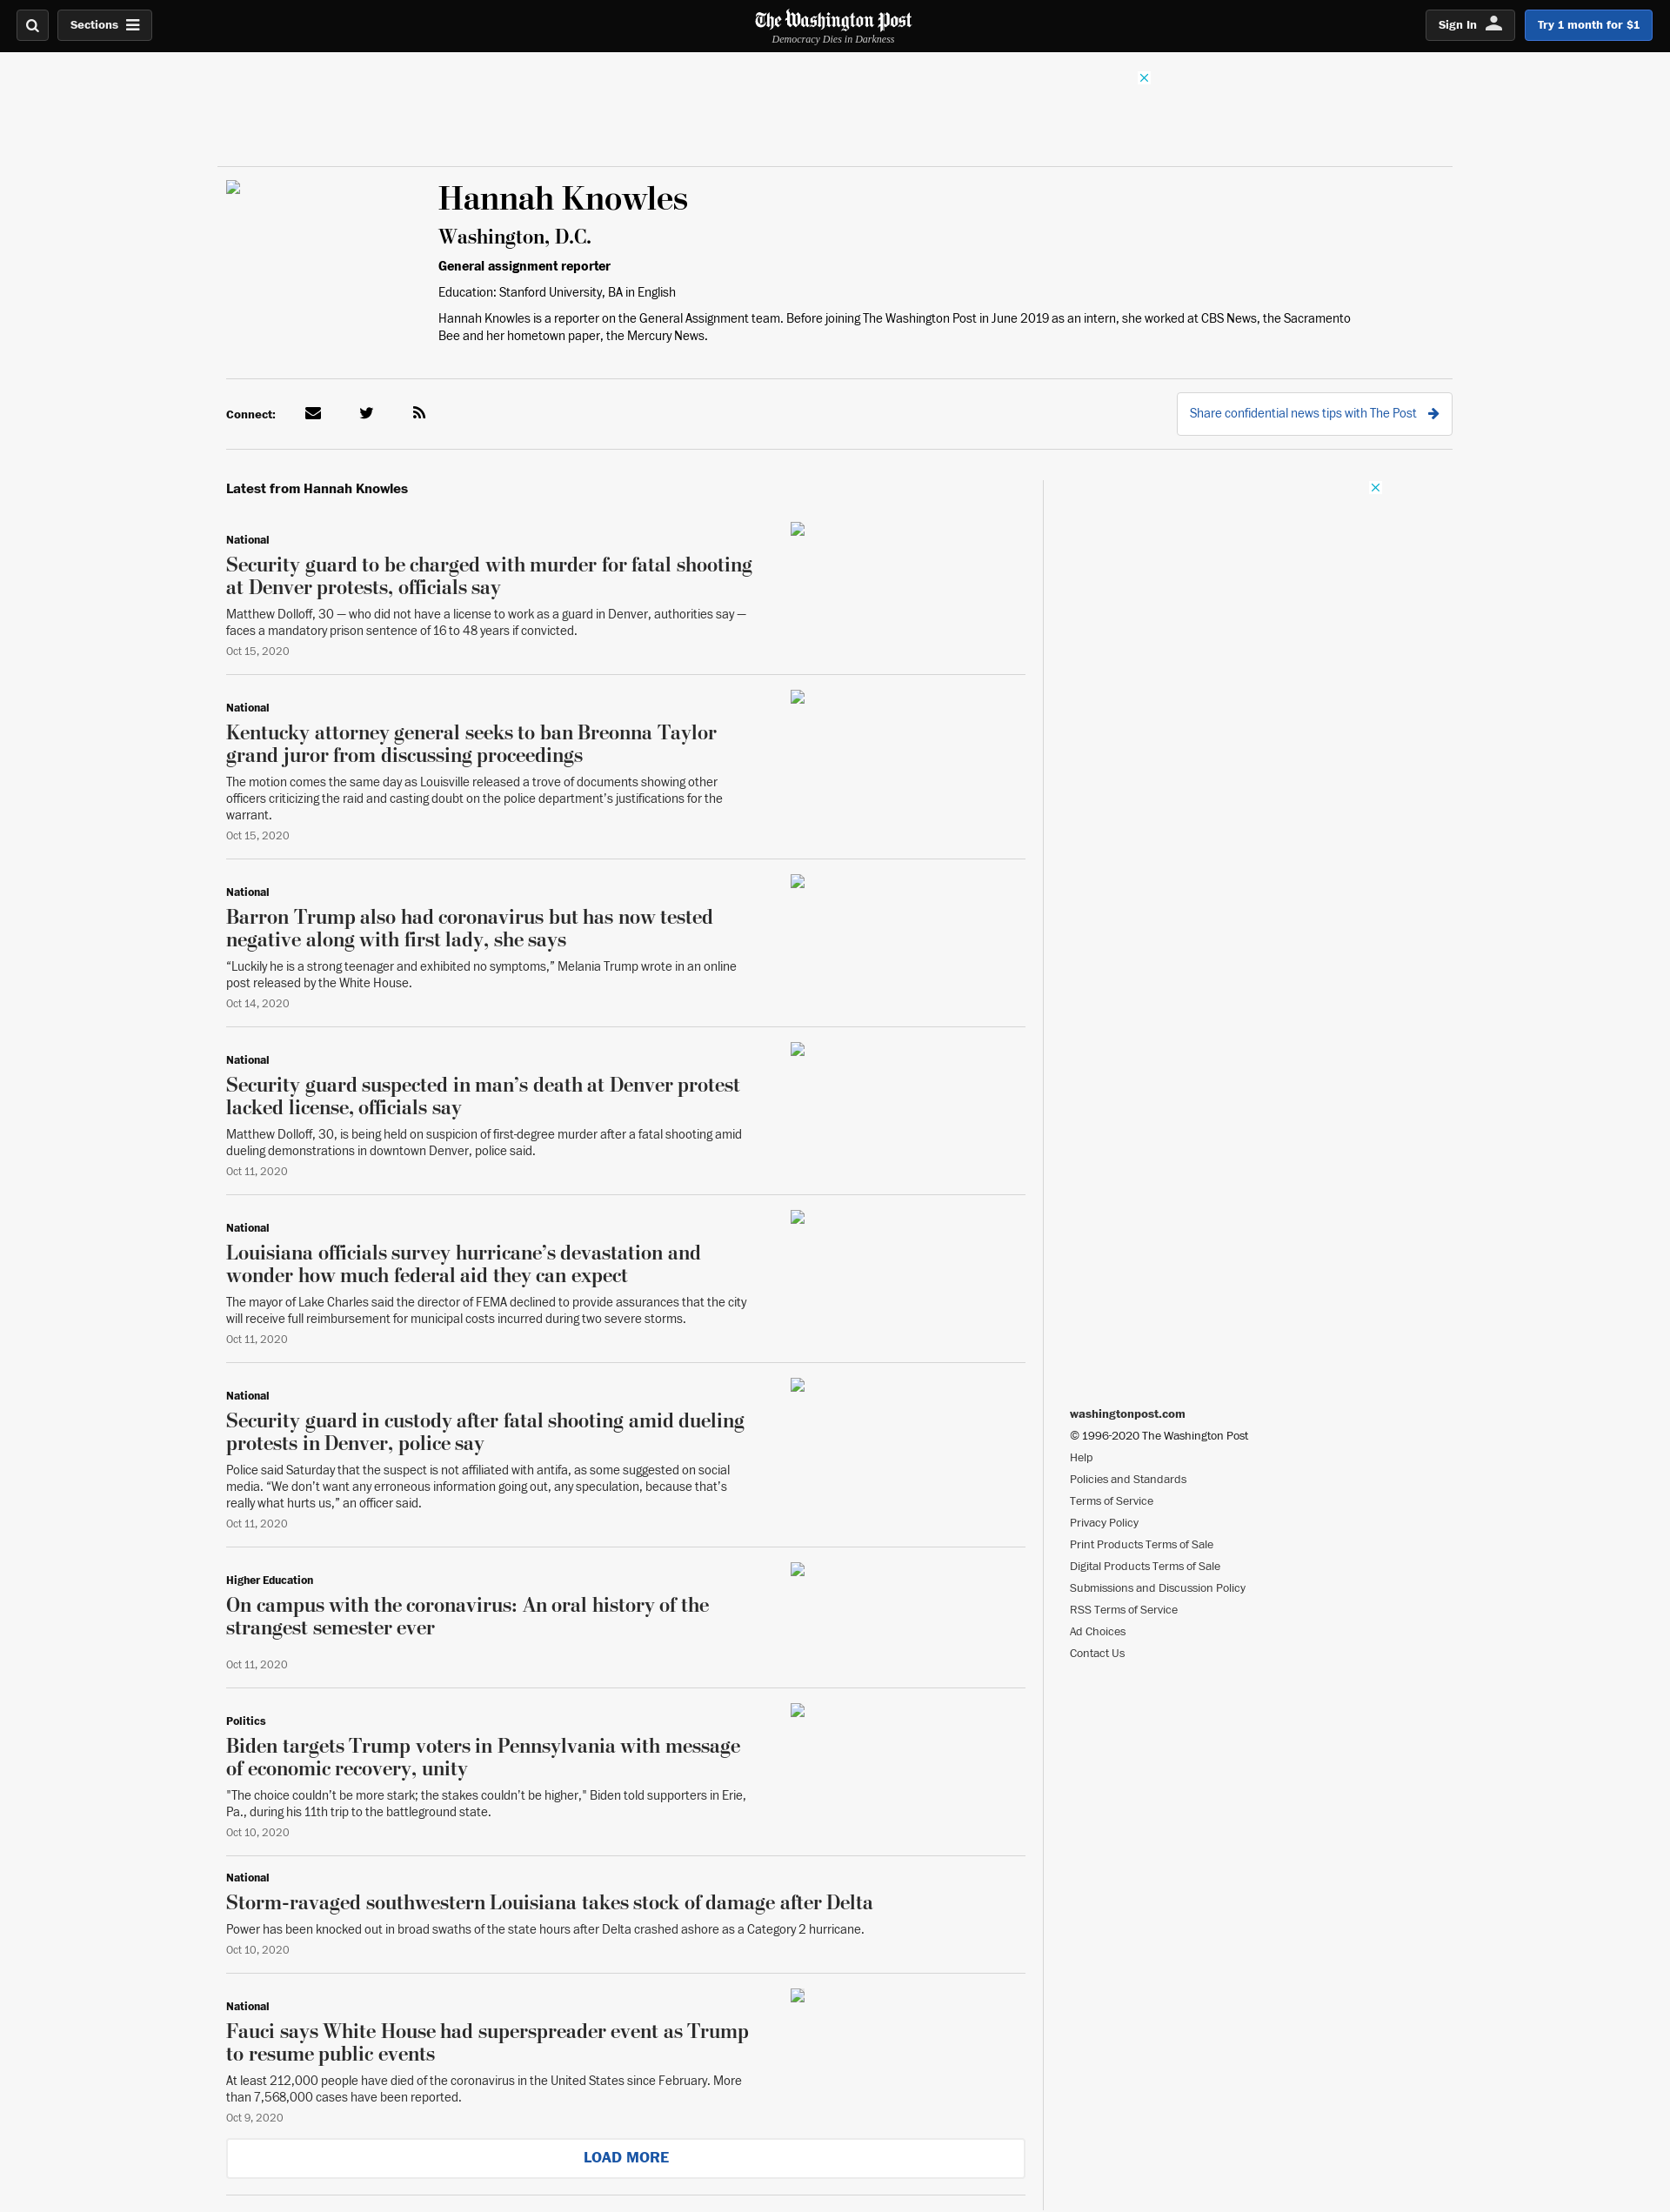 Sections
The Washington Post
Democracy Dies in Darkness
Sign In
Try 1 month for $1
Hannah Knowles
Washington, D.C.
General assignment reporter
Education: Stanford University, BA in English
Hannah Knowles is a reporter on the General Assignment team. Before joining The Washington Post in June 2019 as an intern, she worked at CBS News, the Sacramento
Bee and her hometown paper, the Mercury News.
Connect:
Share confidential news tips with The Post
Latest from Hannah Knowles
National
Security guard to be charged with murder for fatal shooting
at Denver protests, officials say
Matthew Dolloff, 30 — who did not have a license to work as a guard in Denver, authorities say —
faces a mandatory prison sentence of 16 to 48 years if convicted.
Oct 15, 2020
National
Kentucky attorney general seeks to ban Breonna Taylor
grand juror from discussing proceedings
The motion comes the same day as Louisville released a trove of documents showing other
officers criticizing the raid and casting doubt on the police department’s justifications for the
warrant.
Oct 15, 2020
National
Barron Trump also had coronavirus but has now tested
negative along with first lady, she says
“Luckily he is a strong teenager and exhibited no symptoms,” Melania Trump wrote in an online
post released by the White House.
Oct 14, 2020
National
Security guard suspected in man’s death at Denver protest
lacked license, officials say
Matthew Dolloff, 30, is being held on suspicion of first-degree murder after a fatal shooting amid
dueling demonstrations in downtown Denver, police said.
Oct 11, 2020
National
Louisiana officials survey hurricane’s devastation and
wonder how much federal aid they can expect
The mayor of Lake Charles said the director of FEMA declined to provide assurances that the city
will receive full reimbursement for municipal costs incurred during two severe storms.
Oct 11, 2020
National
Security guard in custody after fatal shooting amid dueling
protests in Denver, police say
Police said Saturday that the suspect is not affiliated with antifa, as some suggested on social
media. “We don’t want any erroneous information going out, any speculation, because that’s
really what hurts us,” an officer said.
Oct 11, 2020
Higher Education
On campus with the coronavirus: An oral history of the
strangest semester ever
Oct 11, 2020
Politics
Biden targets Trump voters in Pennsylvania with message
of economic recovery, unity
"The choice couldn’t be more stark; the stakes couldn’t be higher," Biden told supporters in Erie,
Pa., during his 11th trip to the battleground state.
Oct 10, 2020
National
Storm-ravaged southwestern Louisiana takes stock of damage after Delta
Power has been knocked out in broad swaths of the state hours after Delta crashed ashore as a Category 2 hurricane.
Oct 10, 2020
National
Fauci says White House had superspreader event as Trump
to resume public events
At least 212,000 people have died of the coronavirus in the United States since February. More
than 7,568,000 cases have been reported.
Oct 9, 2020
LOAD MORE
washingtonpost.com
© 1996-2020 The Washington Post
Help
Policies and Standards
Terms of Service
Privacy Policy
Print Products Terms of Sale
Digital Products Terms of Sale
Submissions and Discussion Policy
RSS Terms of Service
Ad Choices
Contact Us